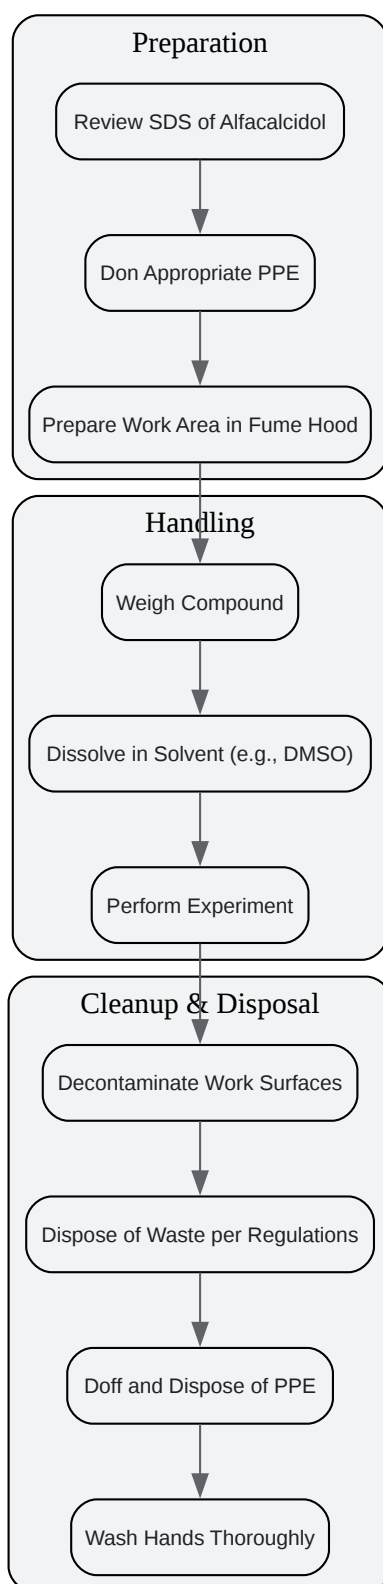 Preparation
Review SDS of Alfacalcidol
Don Appropriate PPE
Prepare Work Area in Fume Hood
Handling
Weigh Compound
Dissolve in Solvent (e.g., DMSO)
Perform Experiment
Cleanup & Disposal
Decontaminate Work Surfaces
Dispose of Waste per Regulations
Doff and Dispose of PPE
Wash Hands Thoroughly